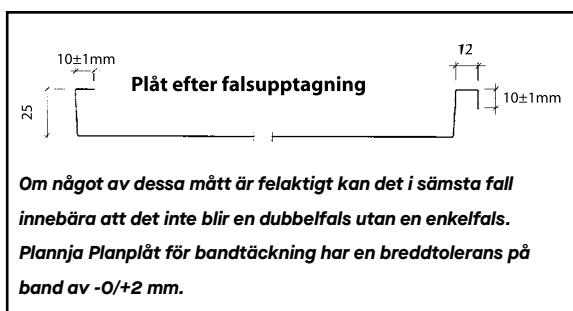 10±1mm
12
Plåt efter falsupptagning
25
10±1mm
Om något av dessa mått är felaktigt kan det i sämsta fall
innebära att det inte blir en dubbelfals utan en enkelfals.
Plannja Planplåt för bandtäckning har en breddtolerans på
band av -0/+2 mm.